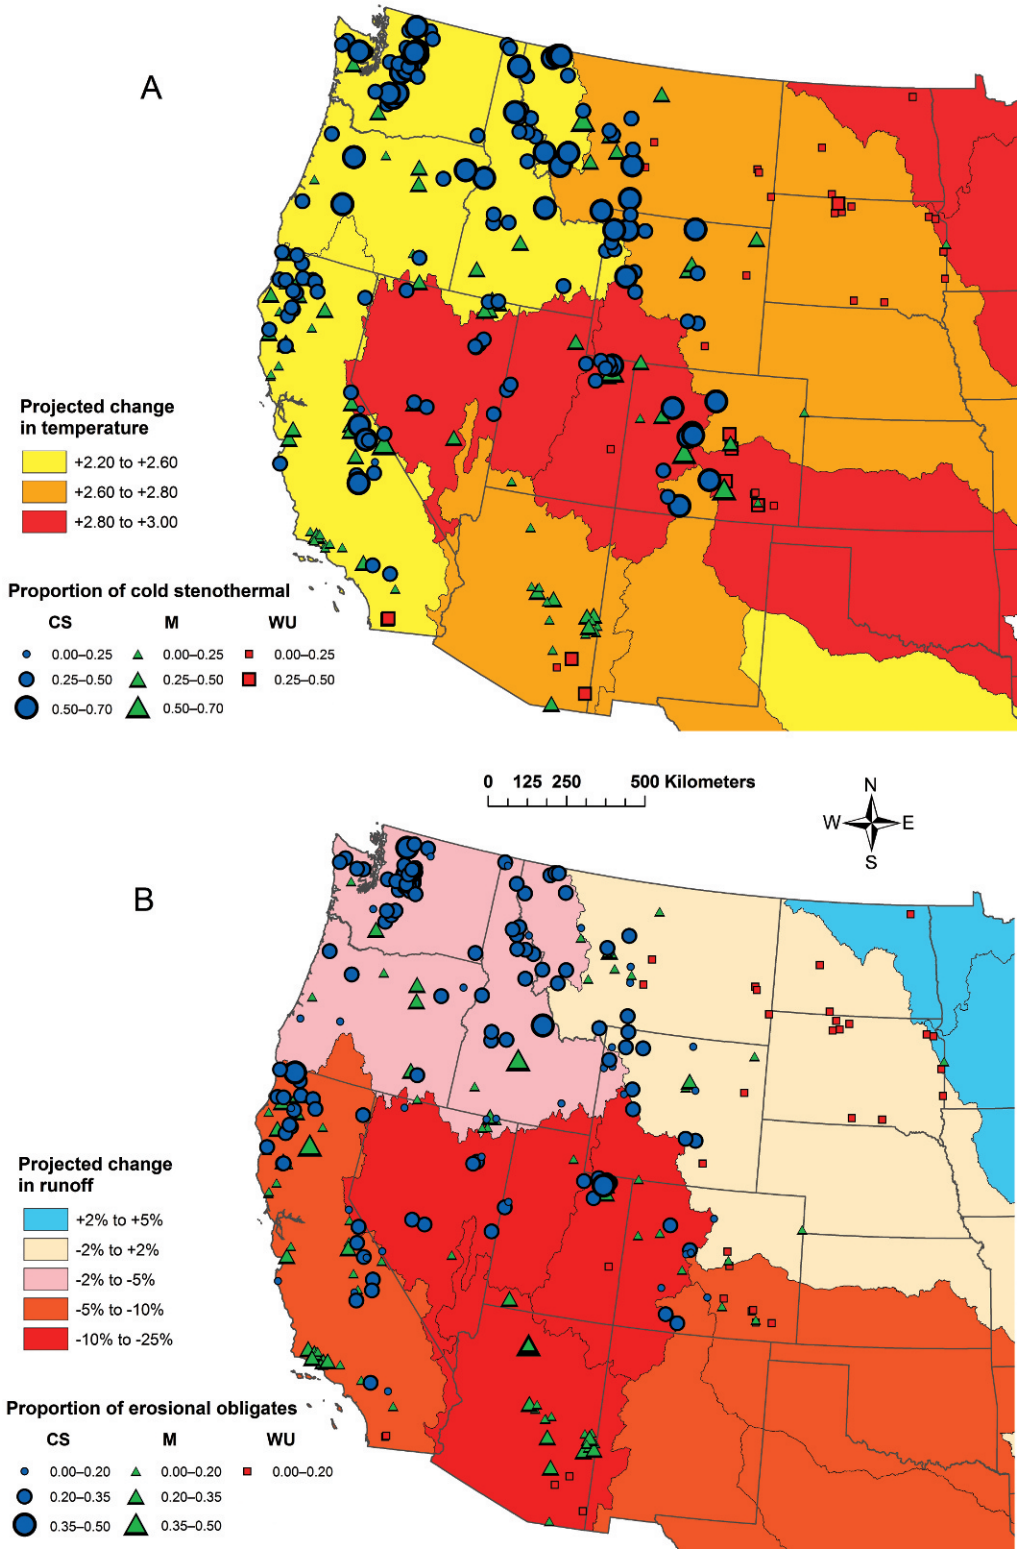 A
Projected change
in temperature
+2.20 to +2.60
+2.60 to +2.80
+2.80 to +3.00
Proportion of cold stenothermal
CS M WU
0.00–0.25 0.00–0.25 0.00–0.25
0.25–0.50 0.25–0.50 0.25–0.50
0.50–0.70 0.50–0.70
0 125 250 500 Kilometers
N
W E
S
B
Projected change
in runoff
+2% to +5%
-2% to +2%
-2% to -5%
-5% to -10%
-10% to -25%
Proportion of erosional obligates
CS M WU
0.00–0.20 0.00–0.20 0.00–0.20
0.20–0.35 0.20–0.35
0.35–0.50 0.35–0.50